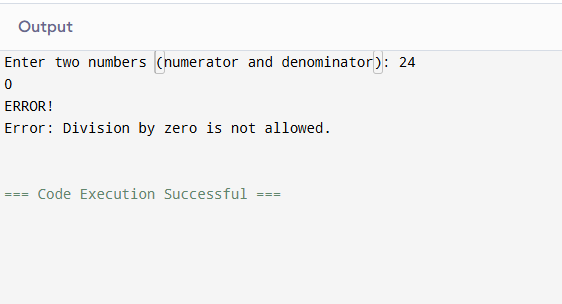 Output
Enter two numbers (numerator and denominator): 24
0
ERROR!
Error: Division by zero is not allowed.
=== Code Execution Successful ===